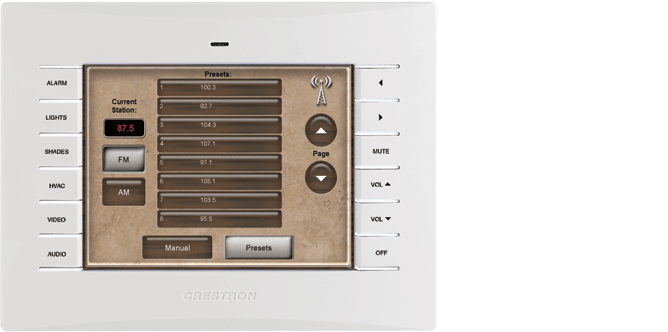 ALARM
LIGHTS
SHADES
HVAC
VIDEO
AUDIO
Presets:
Current
Station:
87.5
FM
AM
1 100.3
2 92.7
3 104.3
4 107.1
5 97.1
6 105.1
7 103.5
8 95.5
Page
Manual
Presets
MUTE
VOL
VOL
OFF
CRESTRON